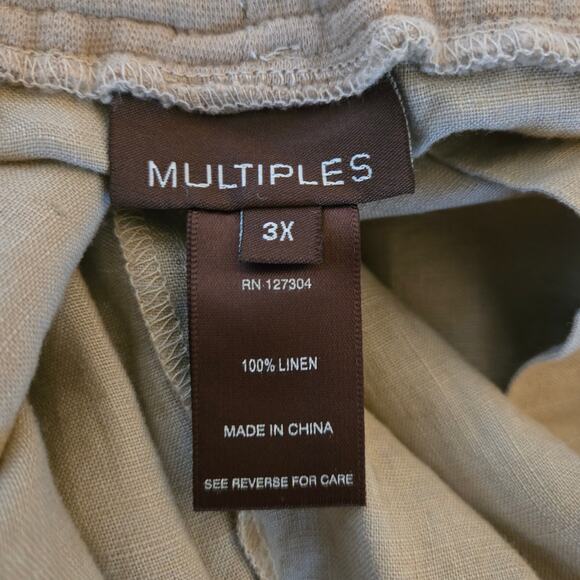 MULTIPLES
3X
RN 127304
100% LINEN
MADE IN CHINA
SEE REVERSE FOR CARE